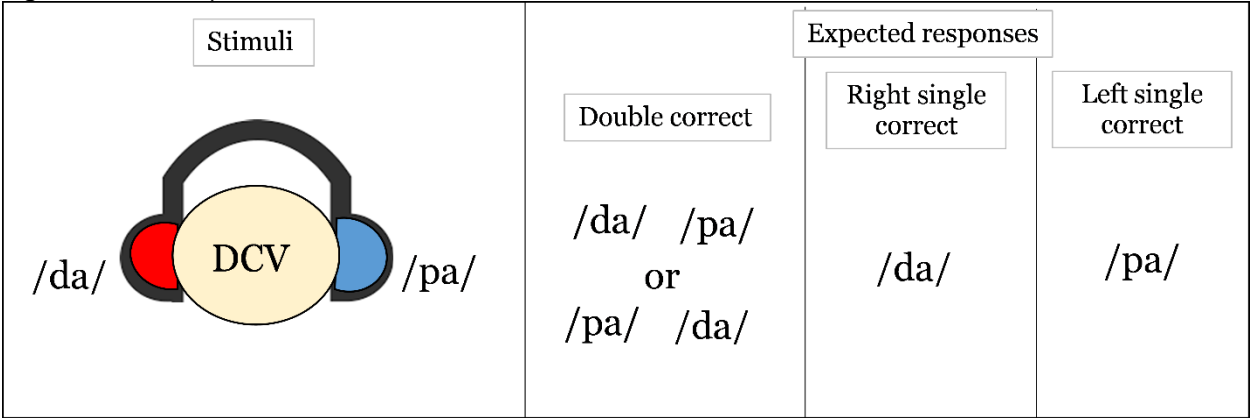 Stimuli
/da/ DCV /pa/
Expected responses
Double correct
/da/ /pa/
or
/pa/ /da/
Right single
correct
/da/
Left single
correct
/pa/